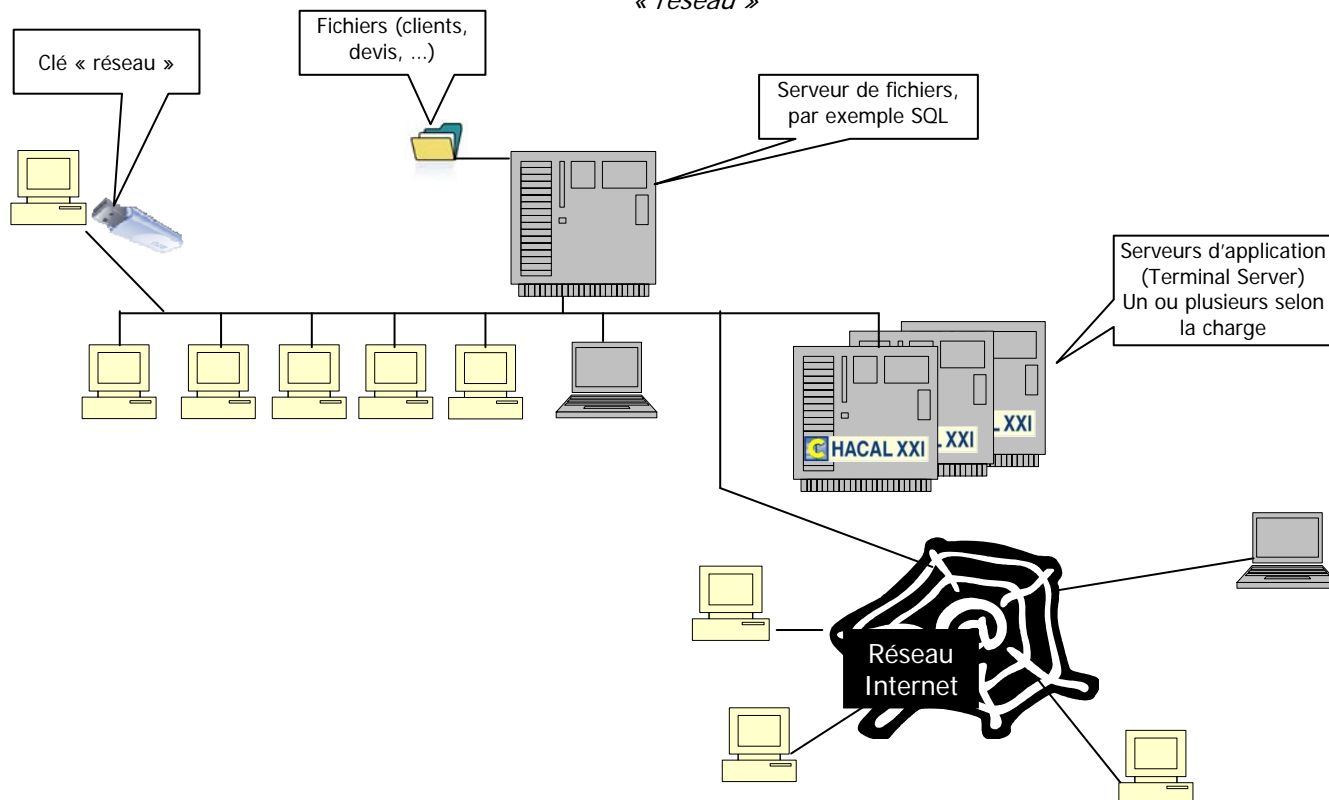 « réseau »
Fichiers (clients,
devis, ...)
Clé « réseau »
Serveur de fichiers,
par exemple SQL
Serveurs d'application
(Terminal Server)
Un ou plusieurs selon
la charge
HACAL XXI
L XXI
L XXI
Réseau
Internet